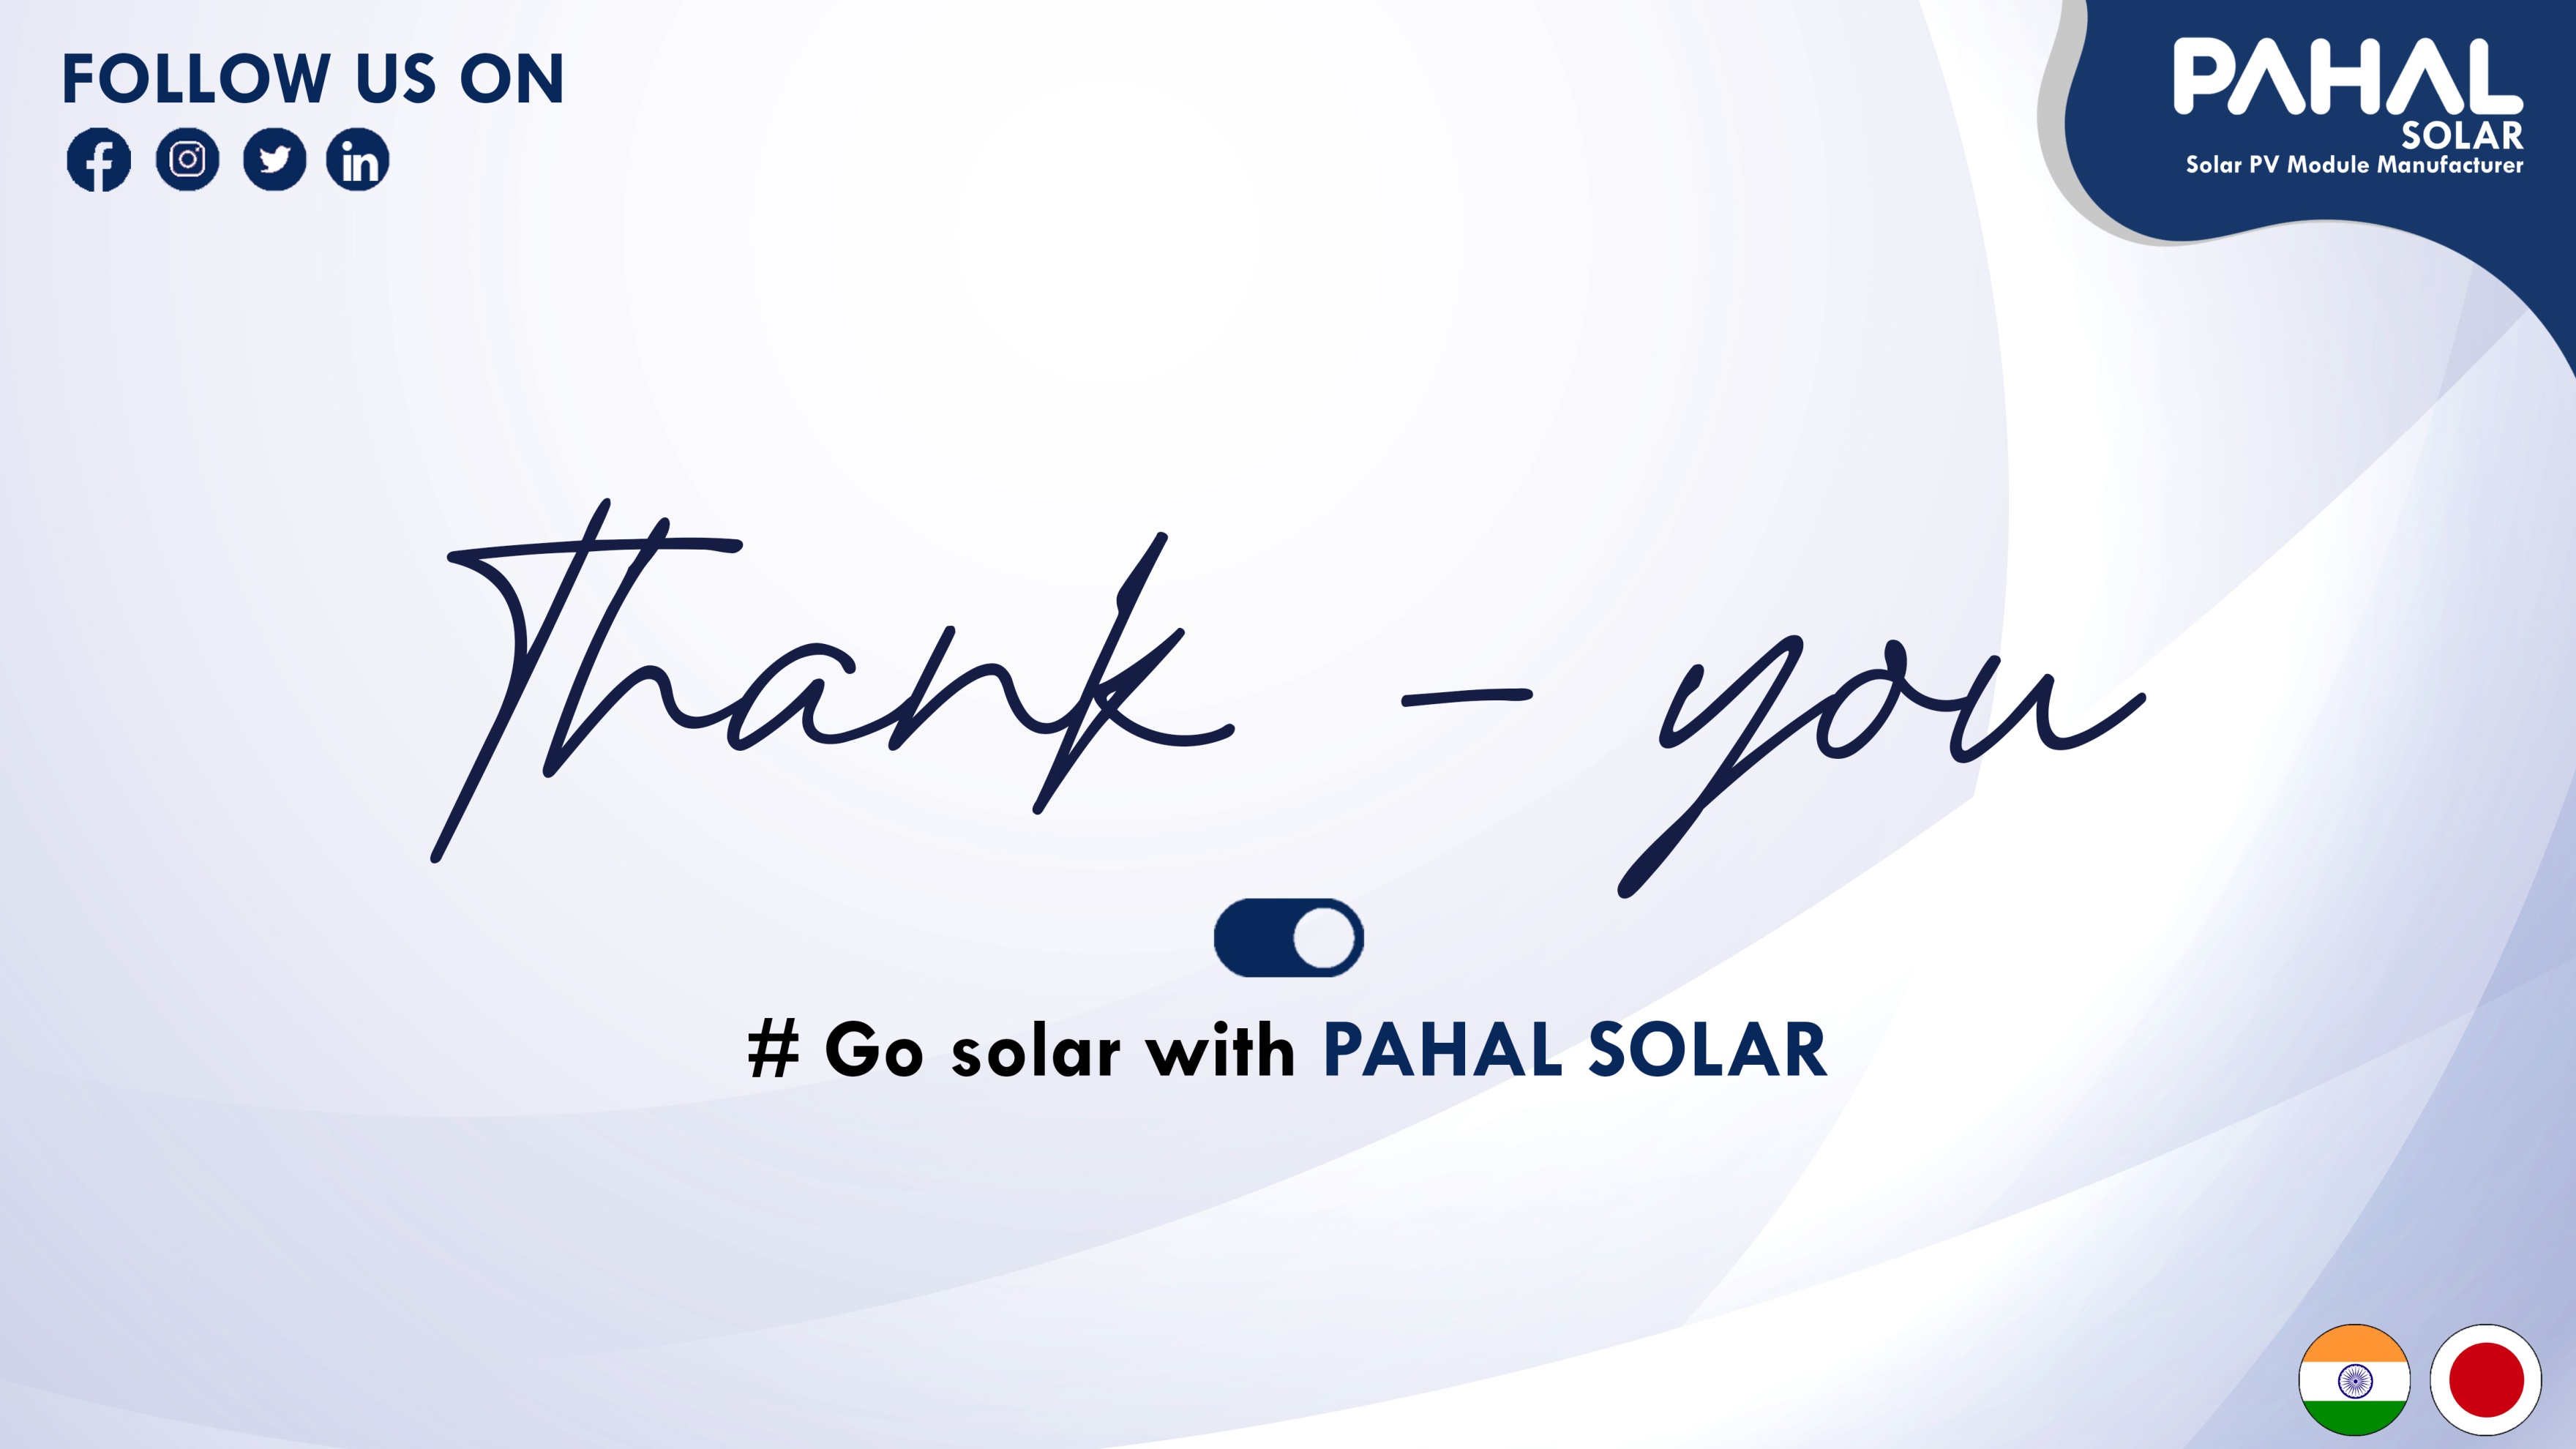 FOLLOW US ON
PAHAL
SOLAR
Solar PV Module Manufacturer
Thank - you
# Go solar with PAHAL SOLAR